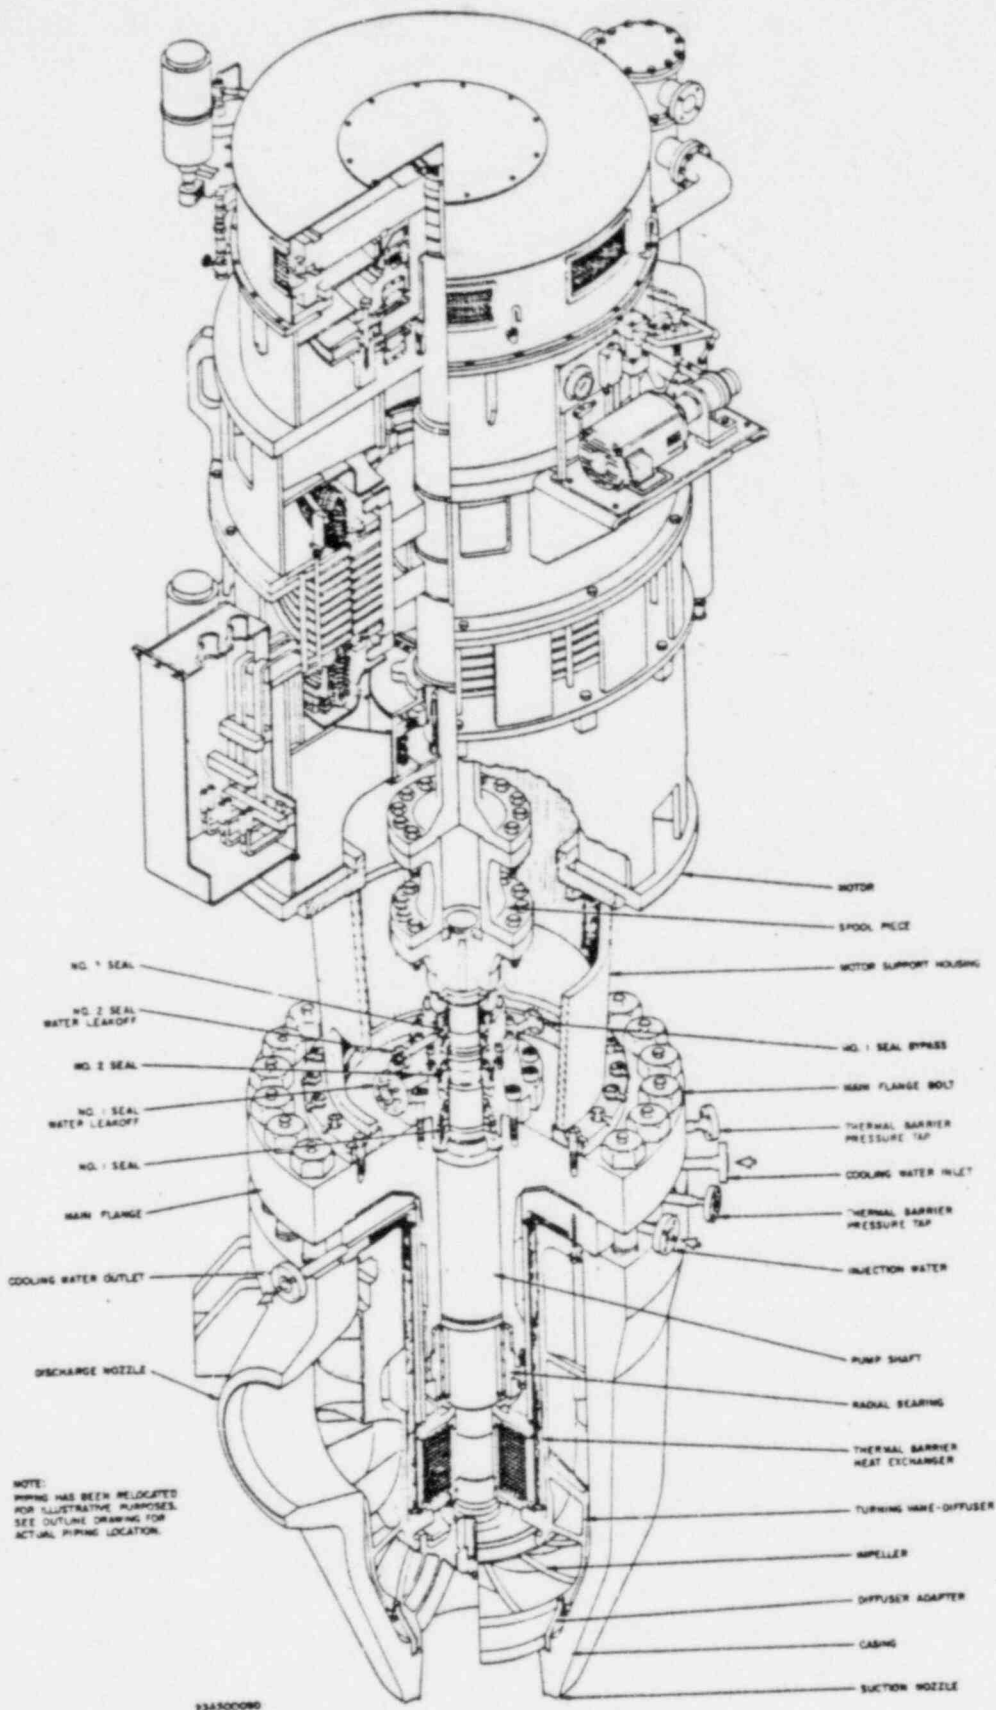 MOTOR
SPOOL PIECE
MOTOR SUPPORT HOUSING
NO. 1 SEAL BYPASS
MAIN FLANGE BOLT
THERMAL BARRIER
PRESSURE TAP
COOLING WATER INLET
THERMAL BARRIER
PRESSURE TAP
INJECTION WATER
PUMP SHAFT
RADIAL BEARING
THERMAL BARRIER
HEAT EXCHANGER
TURNING VANE-DIFFUSER
IMPELLER
DIFFUSER ADAPTER
CASING
SUCTION NOZZLE
NO. SEAL
NO. 2 SEAL
WATER LEAKOFF
NO. 2 SEAL
NO. 1 SEAL
WATER LEAKOFF
NO. 1 SEAL
MAIN FLANGE
COOLING WATER OUTLET
DISCHARGE NOZZLE
NOTE:
PIPING HAS BEEN RELOCATED
FOR ILLUSTRATIVE PURPOSES.
SEE OUTLINE DRAWING FOR
ACTUAL PIPING LOCATION.